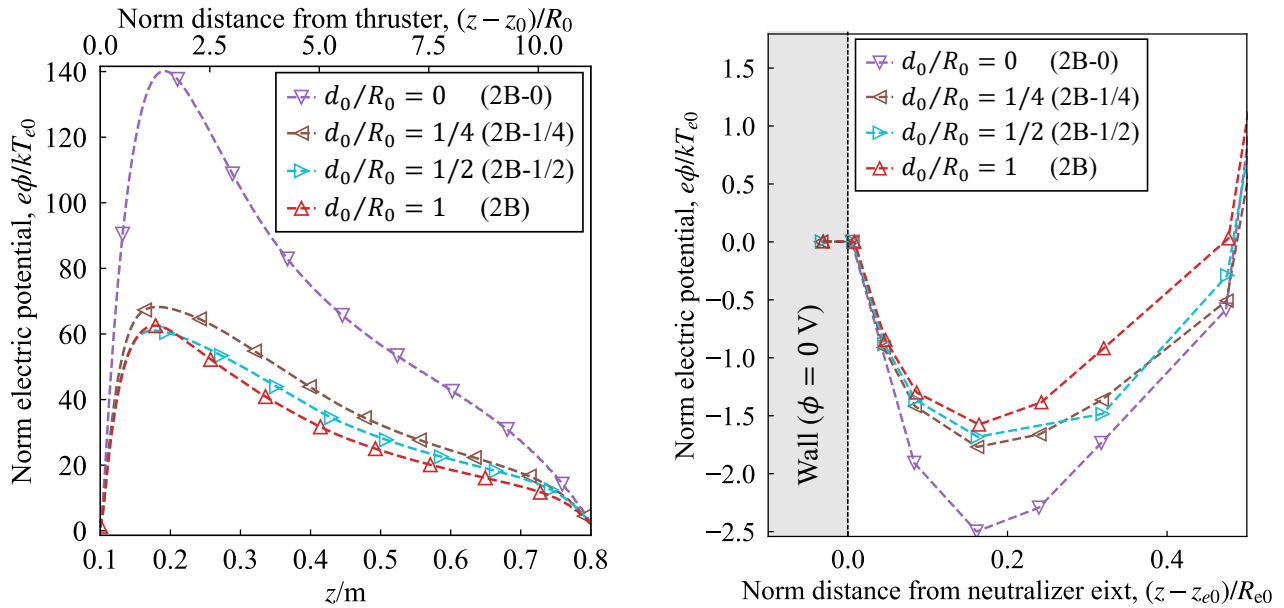 Norm distance from thruster, (z − z0)/R0
0.0 2.5 5.0 7.5 10.0
140
120
100
80
60
40
20
0
Norm electric potential, eϕ/kTe0
d0/R0 = 0 (2B-0)
d0/R0 = 1/4 (2B-1/4)
d0/R0 = 1/2 (2B-1/2)
d0/R0 = 1 (2B)
0.1 0.2 0.3 0.4 0.5 0.6 0.7 0.8
z/m
1.5
1.0
0.5
0.0
−0.5
−1.0
−1.5
−2.0
−2.5
Norm electric potential, eϕ/kTe0
d0/R0 = 0 (2B-0)
d0/R0 = 1/4 (2B-1/4)
d0/R0 = 1/2 (2B-1/2)
d0/R0 = 1 (2B)
Wall (ϕ = 0 V)
0.0 0.2 0.4
Norm distance from neutralizer eixt, (z − ze0)/Re0